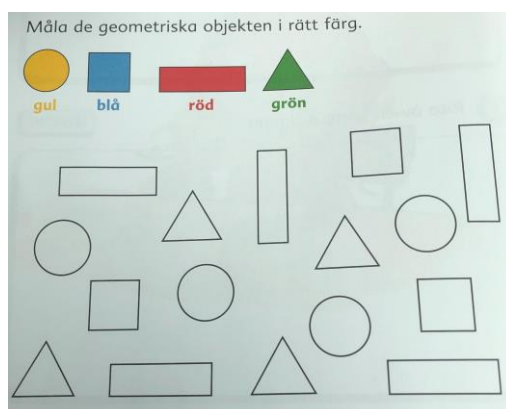 Måla de geometriska objekten i rätt färg.
gul blå röd grön